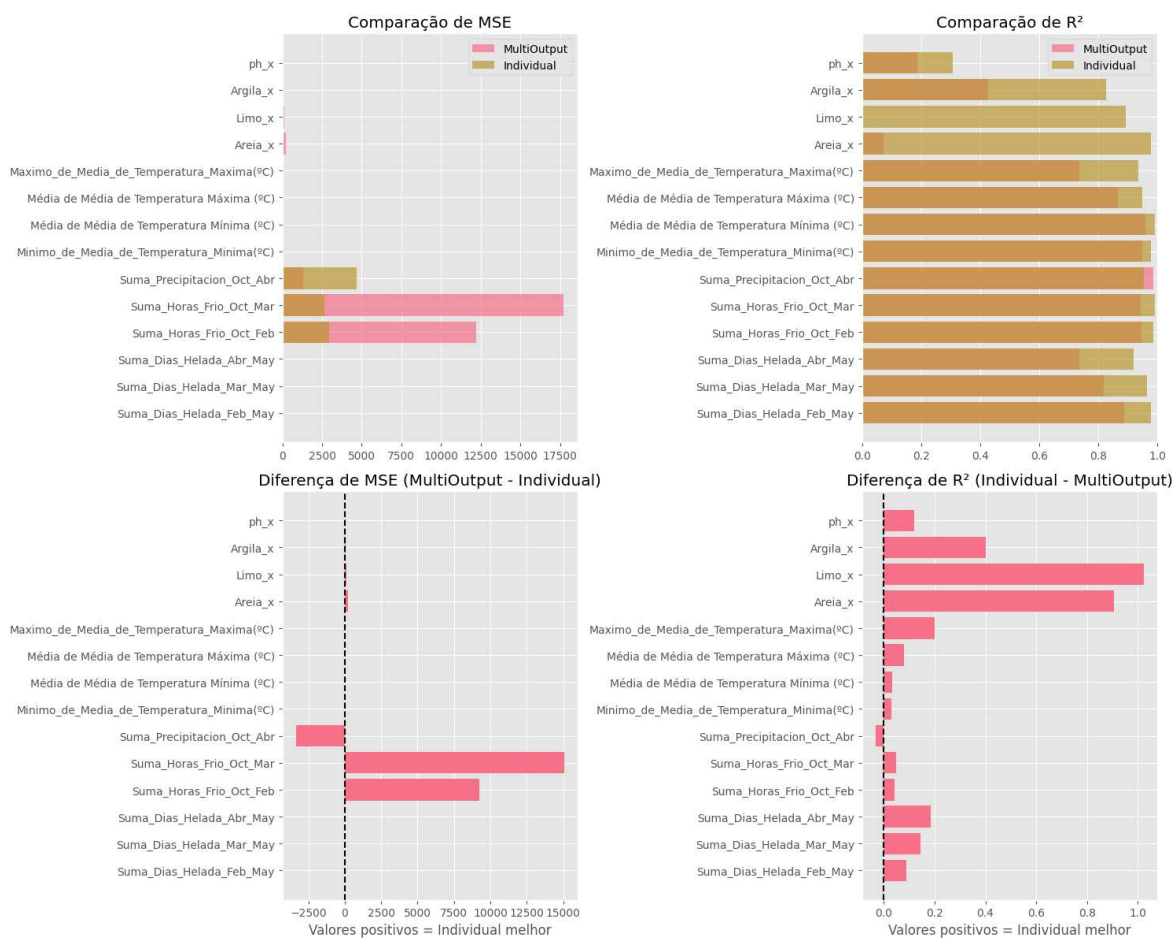 Comparação de MSE
MultiOutput
Individual
ph_x
Argila_x
Limo_x
Areia_x
Maximo_de_Media_de_Temperatura_Maxima(ºC)
Média de Média de Temperatura Máxima (ºC)
Média de Média de Temperatura Mínima (ºC)
Minimo_de_Media_de_Temperatura_Minima(ºC)
Suma_Precipitacion_Oct_Abr
Suma_Horas_Frio_Oct_Mar
Suma_Horas_Frio_Oct_Feb
Suma_Dias_Helada_Abr_May
Suma_Dias_Helada_Mar_May
Suma_Dias_Helada_Feb_May
0 2500 5000 7500 10000 12500 15000 17500
Comparação de R²
MultiOutput
Individual
ph_x
Argila_x
Limo_x
Areia_x
Maximo_de_Media_de_Temperatura_Maxima(ºC)
Média de Média de Temperatura Máxima (ºC)
Média de Média de Temperatura Mínima (ºC)
Minimo_de_Media_de_Temperatura_Minima(ºC)
Suma_Precipitacion_Oct_Abr
Suma_Horas_Frio_Oct_Mar
Suma_Horas_Frio_Oct_Feb
Suma_Dias_Helada_Abr_May
Suma_Dias_Helada_Mar_May
Suma_Dias_Helada_Feb_May
0.0 0.2 0.4 0.6 0.8 1.0
Diferença de MSE (MultiOutput - Individual)
ph_x
Argila_x
Limo_x
Areia_x
Maximo_de_Media_de_Temperatura_Maxima(ºC)
Média de Média de Temperatura Máxima (ºC)
Média de Média de Temperatura Mínima (ºC)
Minimo_de_Media_de_Temperatura_Minima(ºC)
Suma_Precipitacion_Oct_Abr
Suma_Horas_Frio_Oct_Mar
Suma_Horas_Frio_Oct_Feb
Suma_Dias_Helada_Abr_May
Suma_Dias_Helada_Mar_May
Suma_Dias_Helada_Feb_May
−2500 0 2500 5000 7500 10000 12500 15000
Valores positivos = Individual melhor
Diferença de R² (Individual - MultiOutput)
ph_x
Argila_x
Limo_x
Areia_x
Maximo_de_Media_de_Temperatura_Maxima(ºC)
Média de Média de Temperatura Máxima (ºC)
Média de Média de Temperatura Mínima (ºC)
Minimo_de_Media_de_Temperatura_Minima(ºC)
Suma_Precipitacion_Oct_Abr
Suma_Horas_Frio_Oct_Mar
Suma_Horas_Frio_Oct_Feb
Suma_Dias_Helada_Abr_May
Suma_Dias_Helada_Mar_May
Suma_Dias_Helada_Feb_May
0.0 0.2 0.4 0.6 0.8 1.0
Valores positivos = Individual melhor